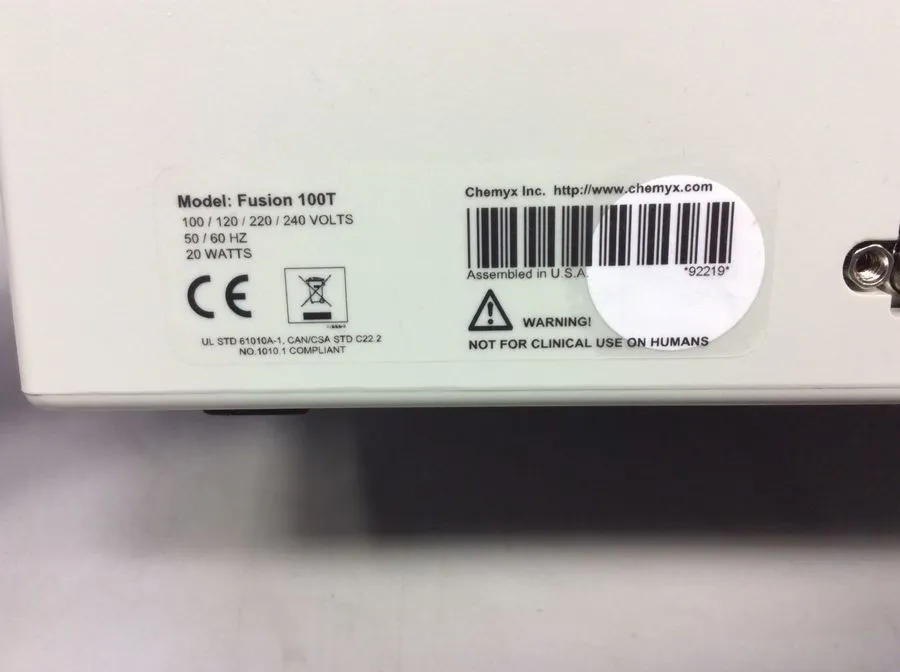 Model: Fusion 100T
100 / 120 / 220 / 240 VOLTS
50 / 60 HZ
20 WATTS
CE
UL STD 61010A-1, CAN/CSA STD C22.2
NO.1010.1 COMPLIANT
Chemyx Inc. http://www.chemyx.com
Assembled in U.S.A.
*92219*
WARNING!
NOT FOR CLINICAL USE ON HUMANS